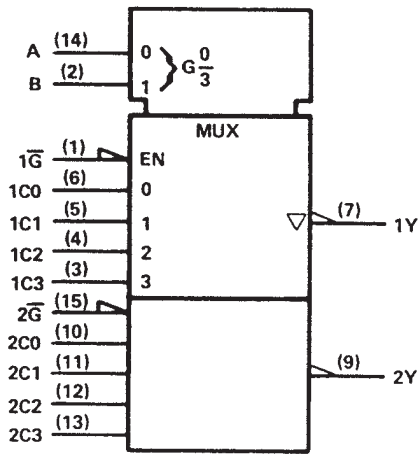 A (14) 0 G 0/3
B (2) 1
MUX
1G̅ (1) EN
1C0 (6) 0
1C1 (5) 1 (7) 1Y
1C2 (4) 2
1C3 (3) 3
2G̅ (15)
2C0 (10)
2C1 (11) (9) 2Y
2C2 (12)
2C3 (13)